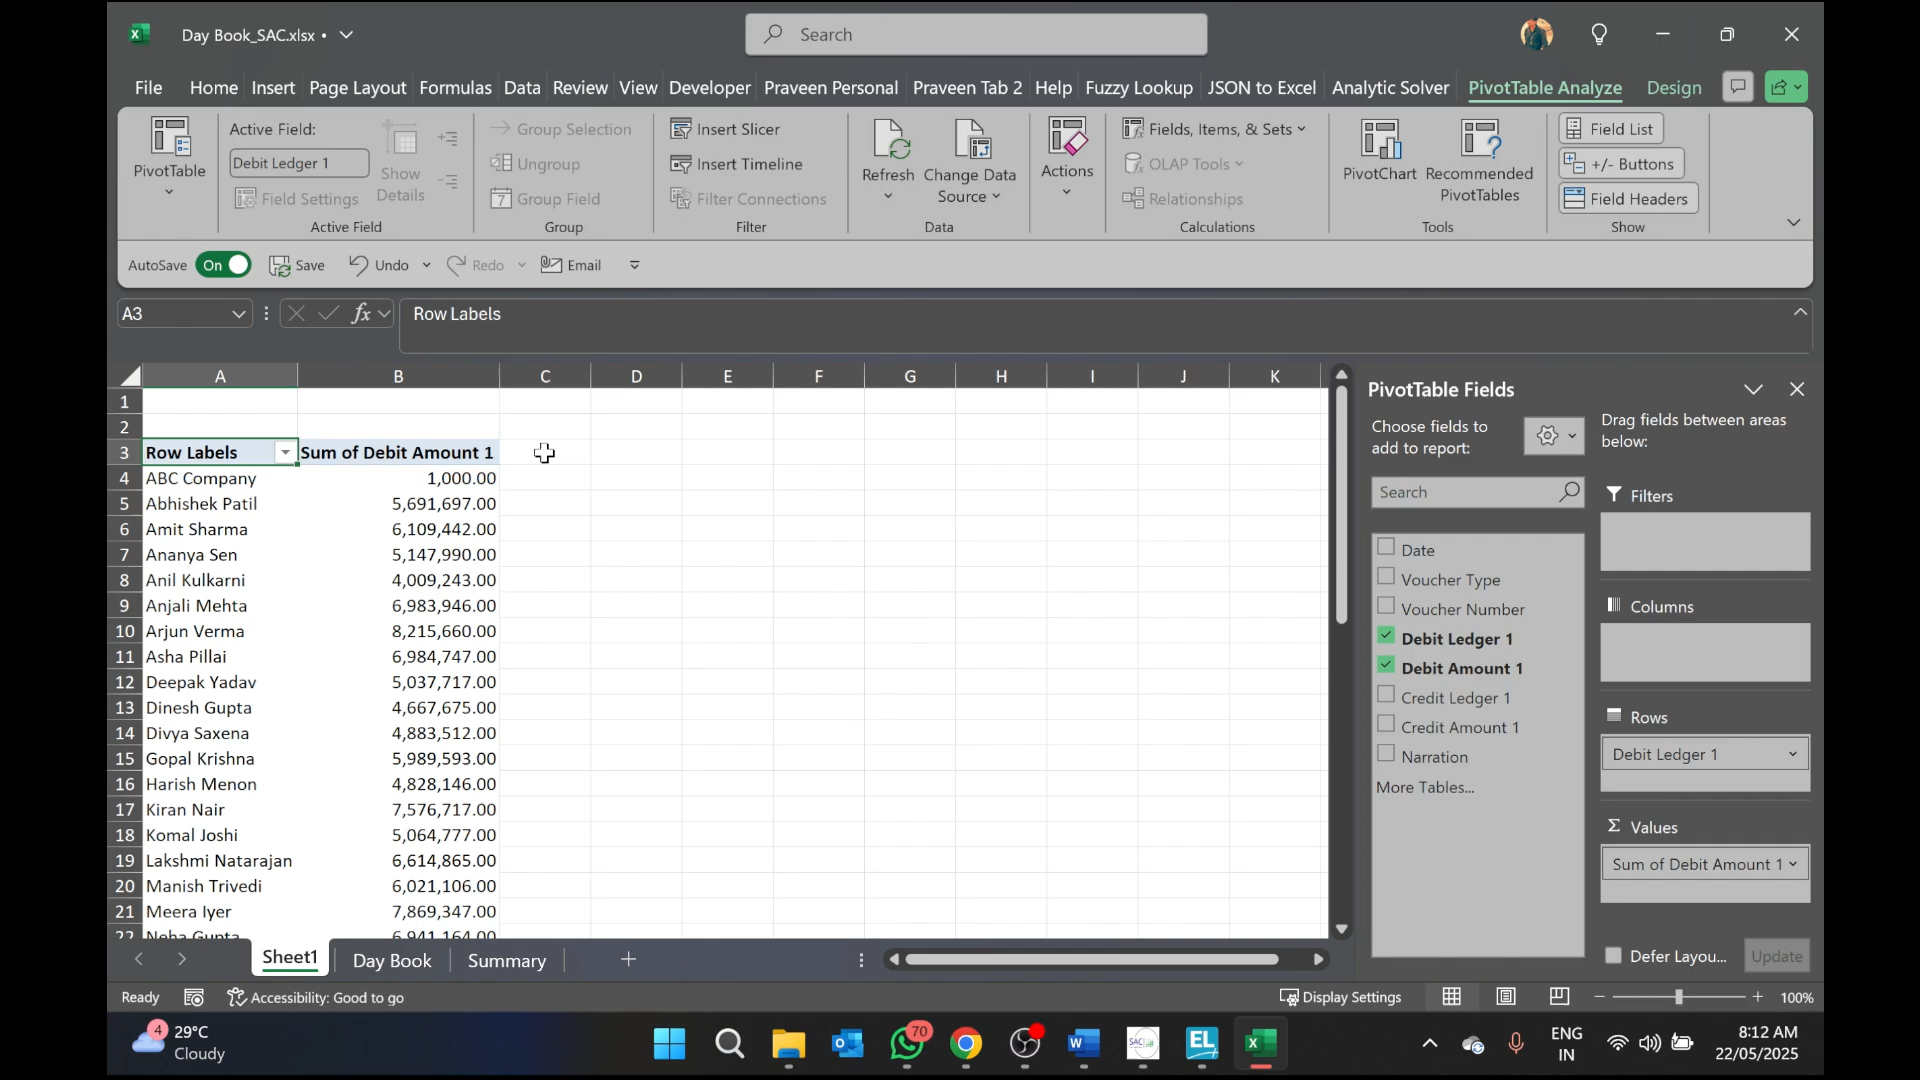 Day Book_SAC.xlsx •
Search
File Home Insert Page Layout Formulas Data Review View Developer Praveen Personal Praveen Tab 2 Help Fuzzy Lookup JSON to Excel Analytic Solver PivotTable Analyze Design
PivotTable
Active Field:
Debit Ledger 1
Field Settings
Show
Details
Active Field
Group Selection
Ungroup
Group Field
Group
Insert Slicer
Insert Timeline
Filter Connections
Filter
Refresh
Change Data
Source
Data
Actions
Fields, Items, & Sets
OLAP Tools
Relationships
Calculations
PivotChart
Recommended
PivotTables
Tools
Field List
+/- Buttons
Field Headers
Show
AutoSave On Save Undo Redo Email
A3 fx Row Labels
A B C D E F G H I J K
1
2
3 Row Labels Sum of Debit Amount 1
4 ABC Company 1,000.00
5 Abhishek Patil 5,691,697.00
6 Amit Sharma 6,109,442.00
7 Ananya Sen 5,147,990.00
8 Anil Kulkarni 4,009,243.00
9 Anjali Mehta 6,983,946.00
10 Arjun Verma 8,215,660.00
11 Asha Pillai 6,984,747.00
12 Deepak Yadav 5,037,717.00
13 Dinesh Gupta 4,667,675.00
14 Divya Saxena 4,883,512.00
15 Gopal Krishna 5,989,593.00
16 Harish Menon 4,828,146.00
17 Kiran Nair 7,576,717.00
18 Komal Joshi 5,064,777.00
19 Lakshmi Natarajan 6,614,865.00
20 Manish Trivedi 6,021,106.00
21 Meera Iyer 7,869,347.00
22 Neha Gupta 6,941,164.00
PivotTable Fields
Choose fields to
add to report:
Search
Date
Voucher Type
Voucher Number
Debit Ledger 1
Debit Amount 1
Credit Ledger 1
Credit Amount 1
Narration
More Tables...
Drag fields between areas
below:
Filters
Columns
Rows
Debit Ledger 1
Σ Values
Sum of Debit Amount 1
Defer Layou... Update
Sheet1 Day Book Summary +
Ready Accessibility: Good to go Display Settings 100%
4 29°C
Cloudy
70
EL
ENG
IN
8:12 AM
22/05/2025